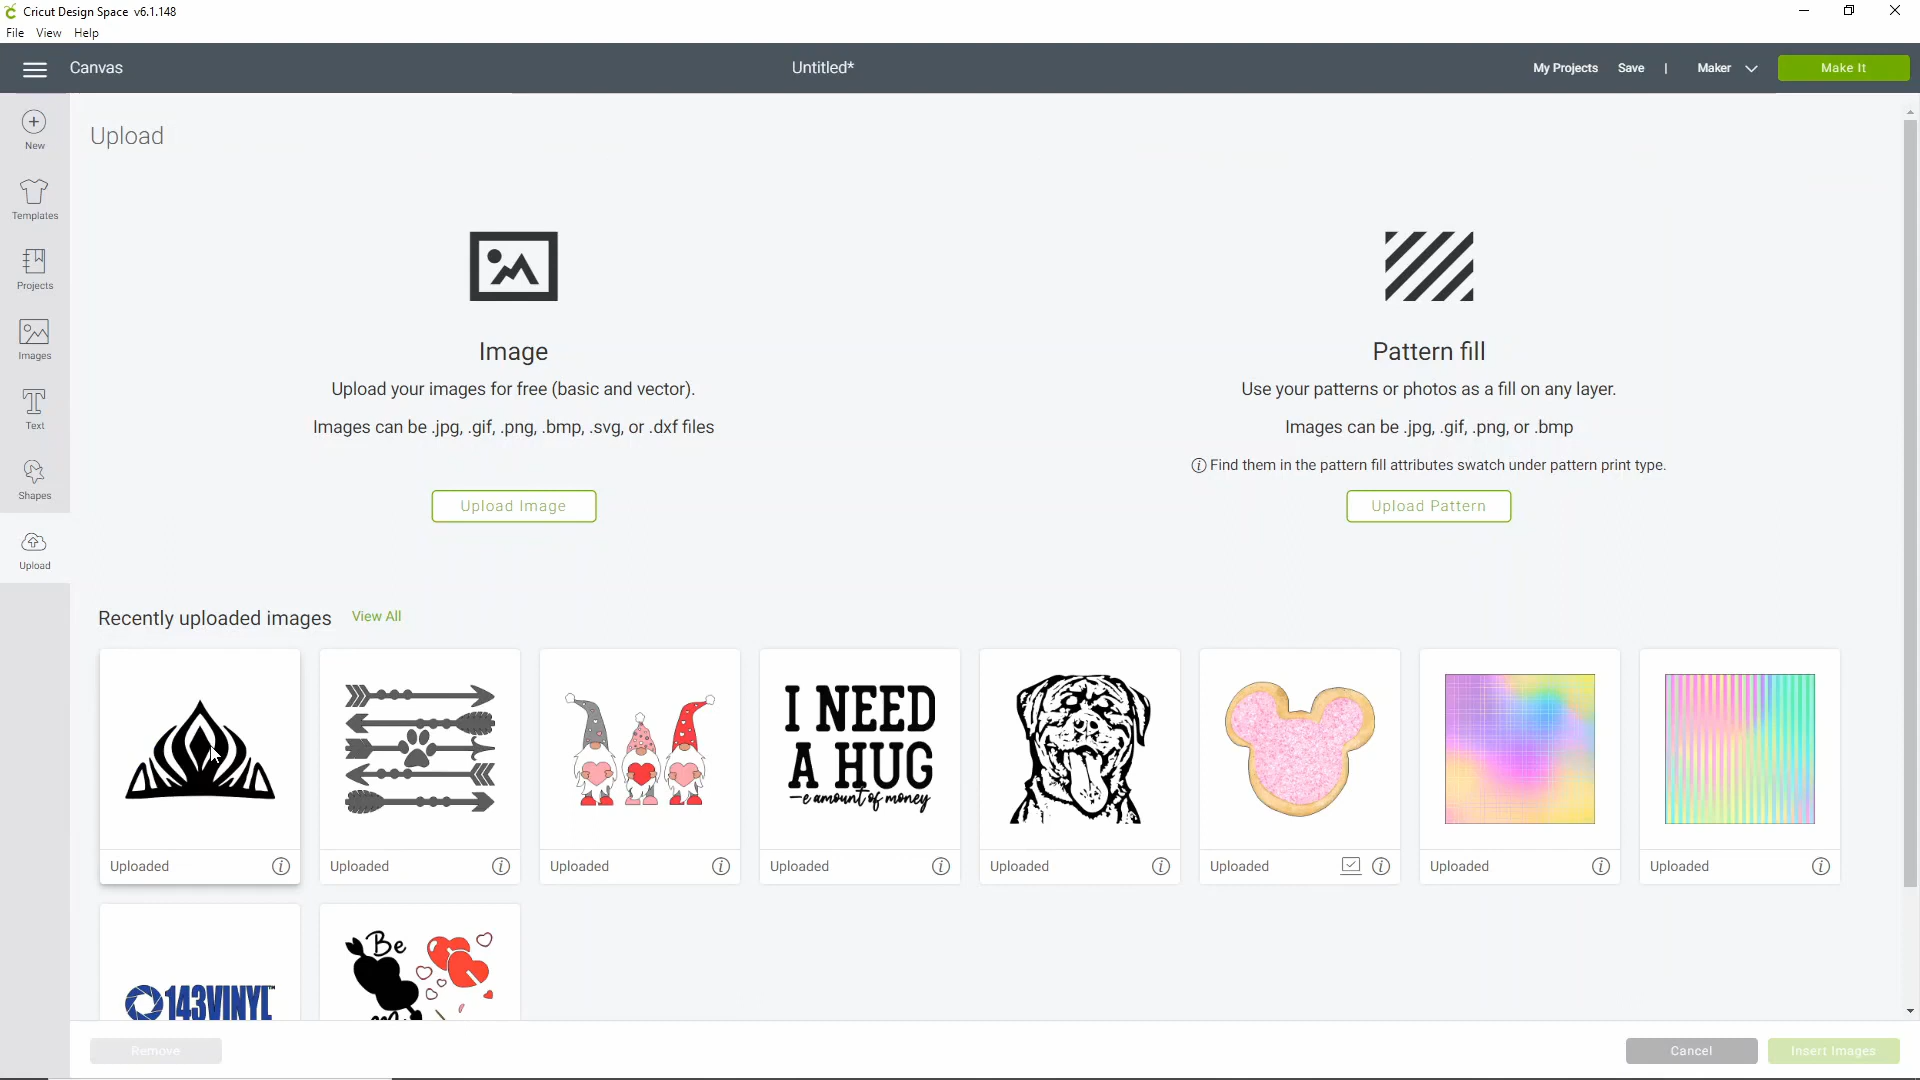 Cricut Design Space v6.1.148
File View Help
Canvas
Untitled*
My Projects Save | Maker Make It
New
Templates
Projects
Images
Text
Shapes
Upload
Upload
Image
Upload your images for free (basic and vector).
Images can be .jpg, .gif, .png, .bmp, .svg, or .dxf files
Upload Image
Pattern fill
Use your patterns or photos as a fill on any layer.
Images can be .jpg, .gif, .png, or .bmp
Find them in the pattern fill attributes swatch under pattern print type.
Upload Pattern
Recently uploaded images View All
I NEED
A HUG
—e amount of money
Uploaded
Uploaded
Uploaded
Uploaded
Uploaded
Uploaded
Uploaded
Uploaded
143VINYL™
Be
Remove
Cancel Insert Images